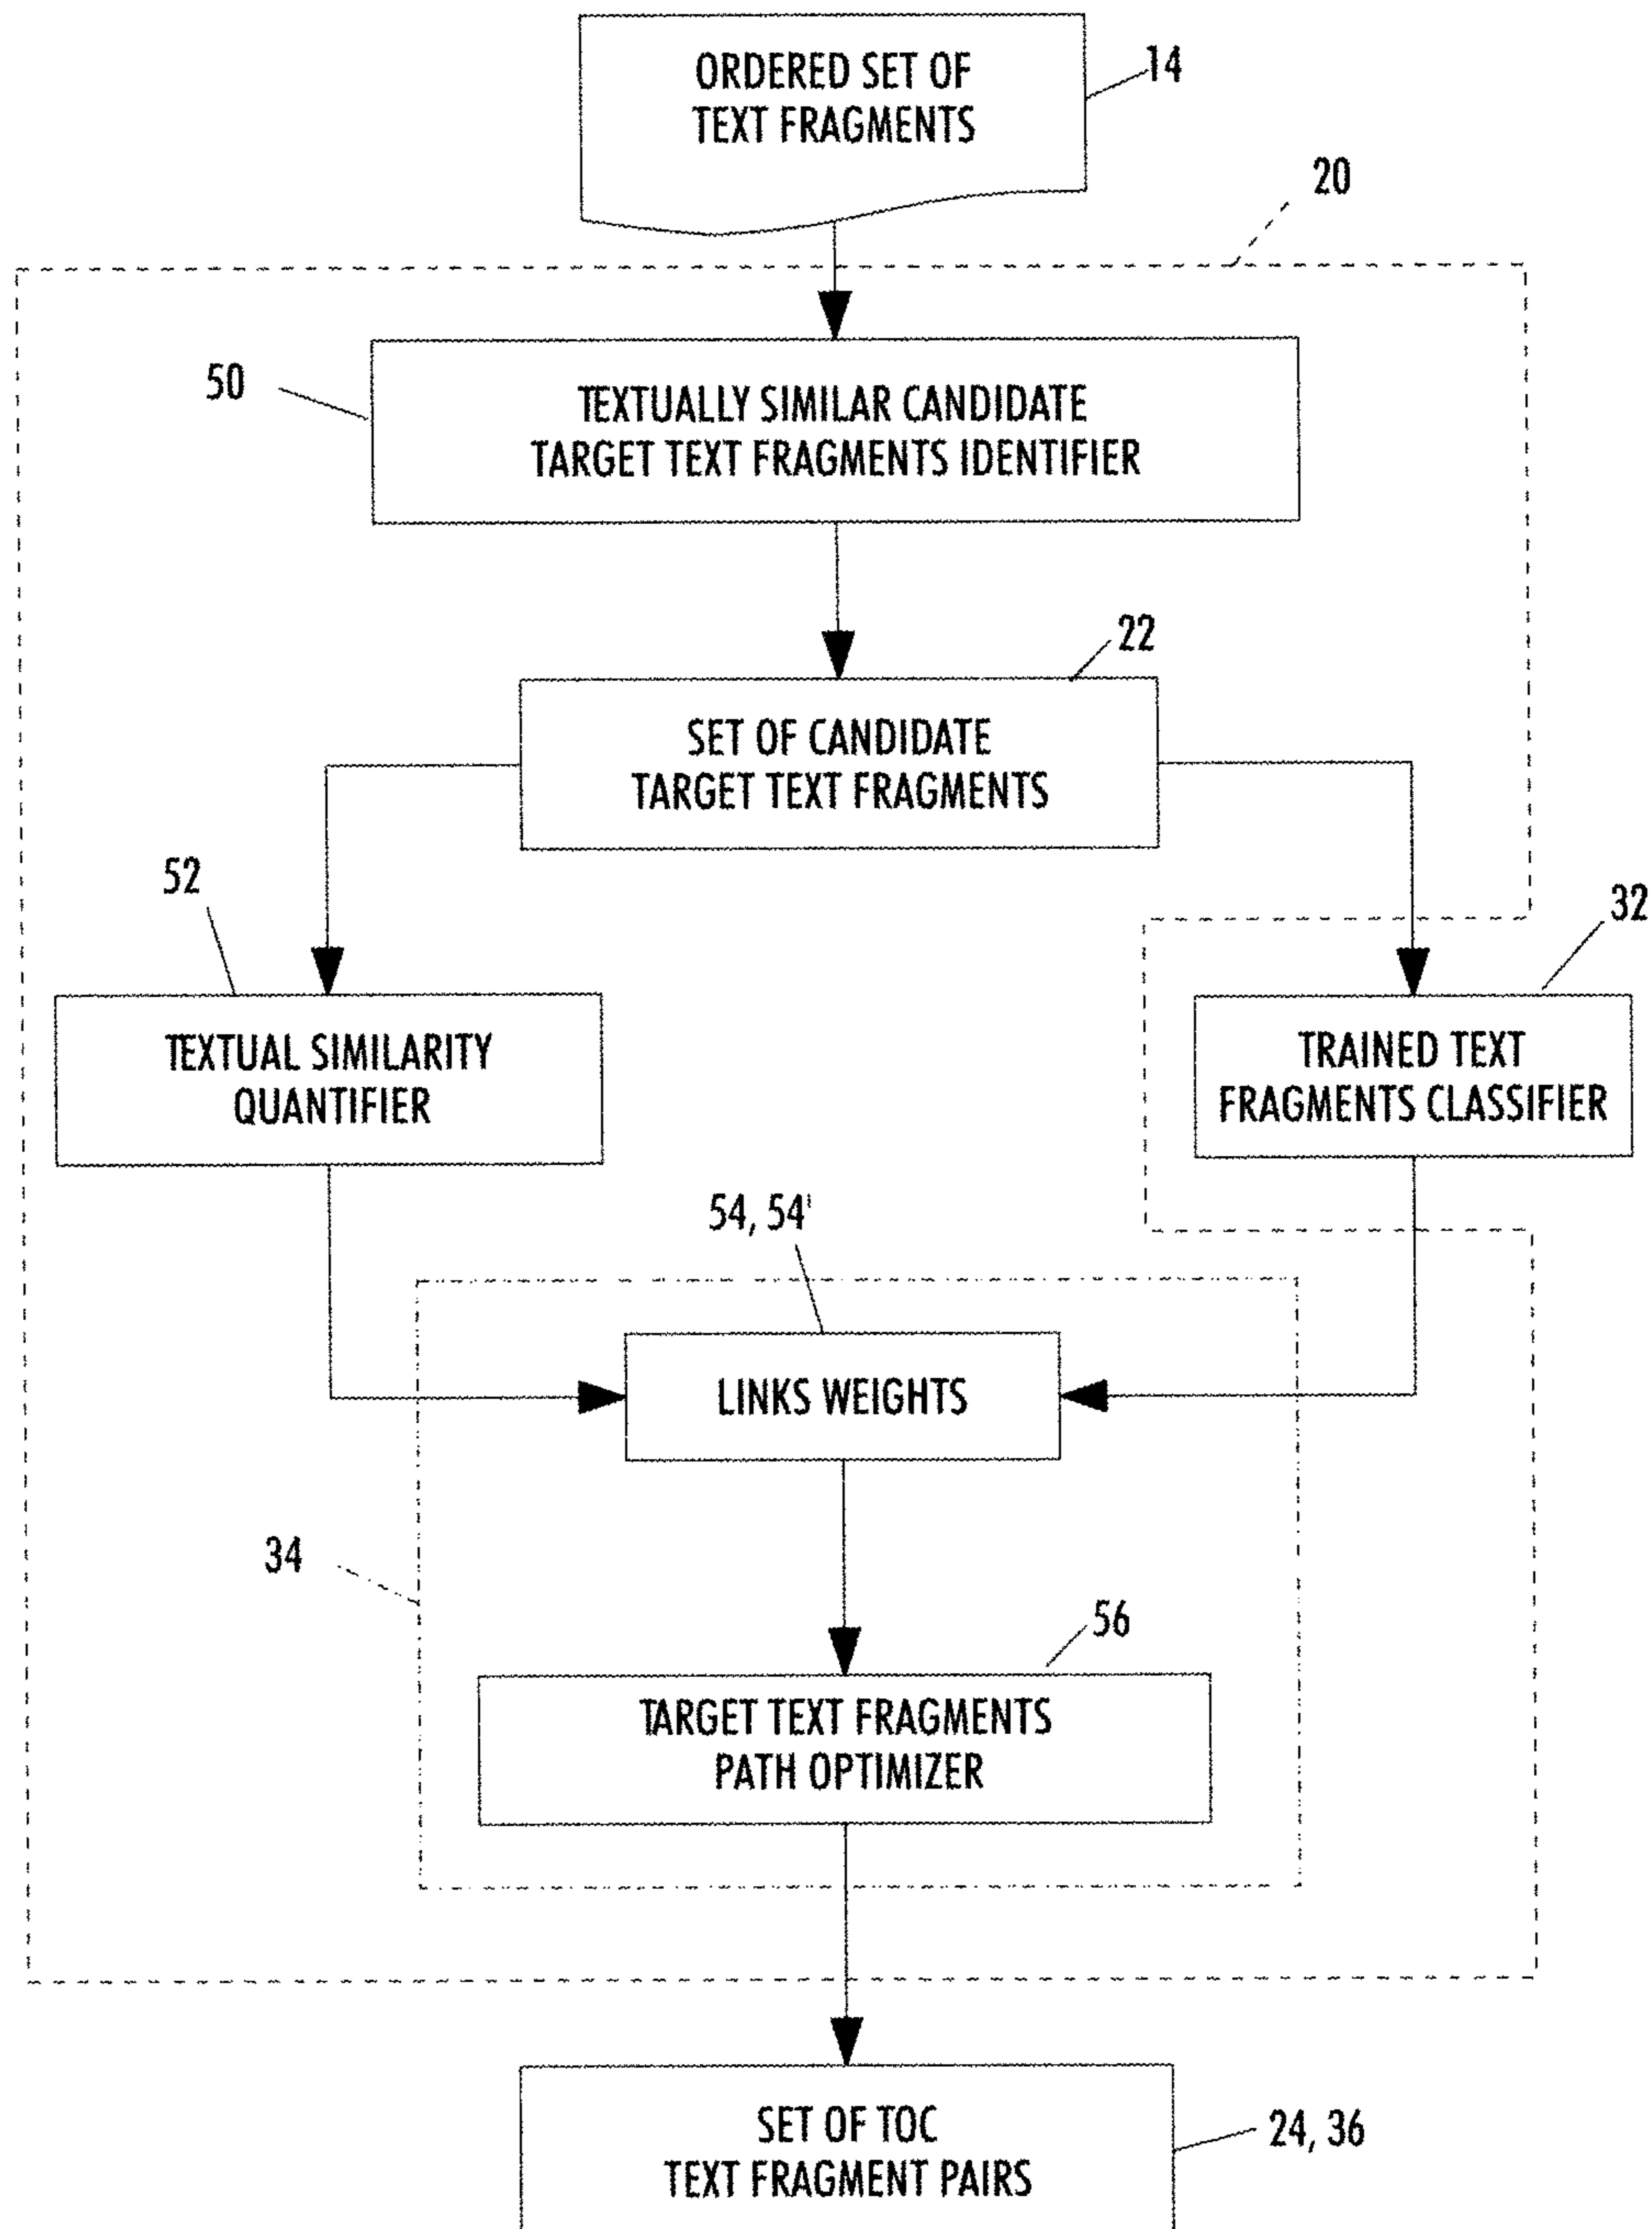 ORDERED SET OF
TEXT FRAGMENTS
14
20
50
TEXTUALLY SIMILAR CANDIDATE
TARGET TEXT FRAGMENTS IDENTIFIER
22
SET OF CANDIDATE
TARGET TEXT FRAGMENTS
52
32
TEXTUAL SIMILARITY
QUANTIFIER
TRAINED TEXT
FRAGMENTS CLASSIFIER
54, 54'
LINKS WEIGHTS
34
56
TARGET TEXT FRAGMENTS
PATH OPTIMIZER
SET OF TOC
TEXT FRAGMENT PAIRS
24, 36